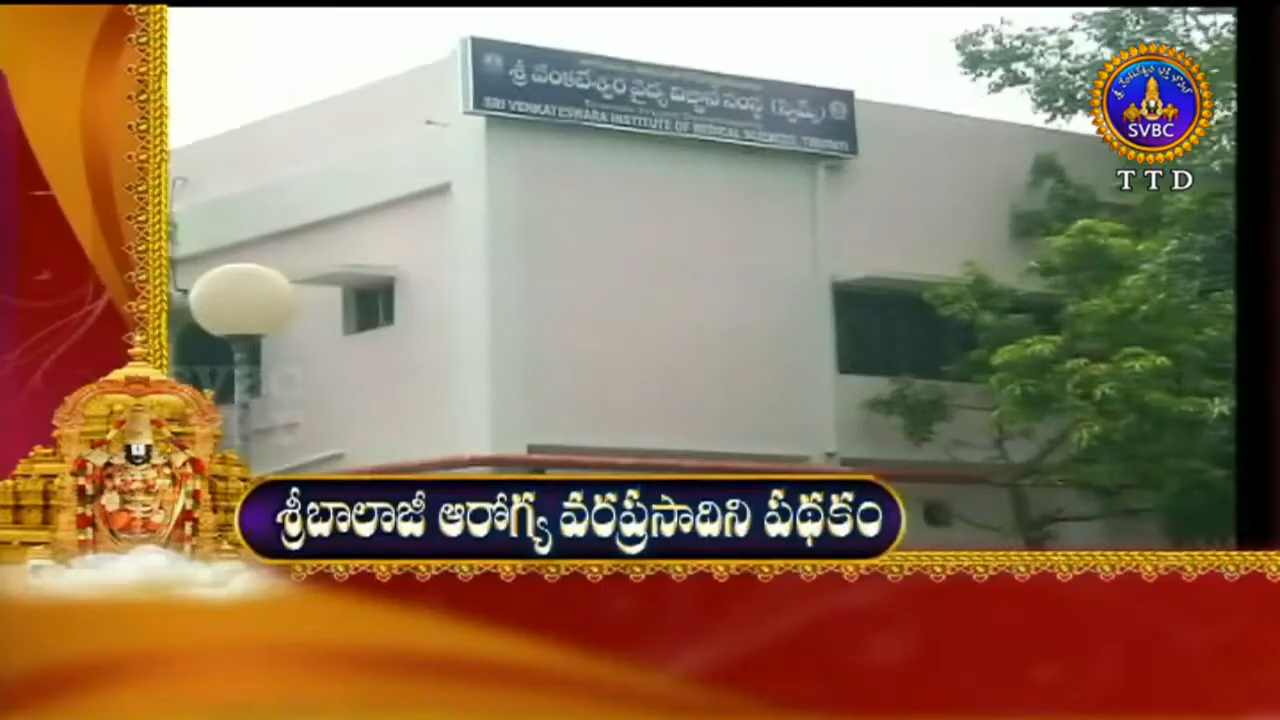 శ్రీ వేంకటేశ్వర వైద్య విజ్ఞాన సంస్థ (స్విమ్స్)
SRI VENKATESWARA INSTITUTE OF MEDICAL SCIENCES, TIRUPATI
SVBC
TTD
శ్రీబాలాజీ ఆరోగ్య వరప్రసాదిని పథకం